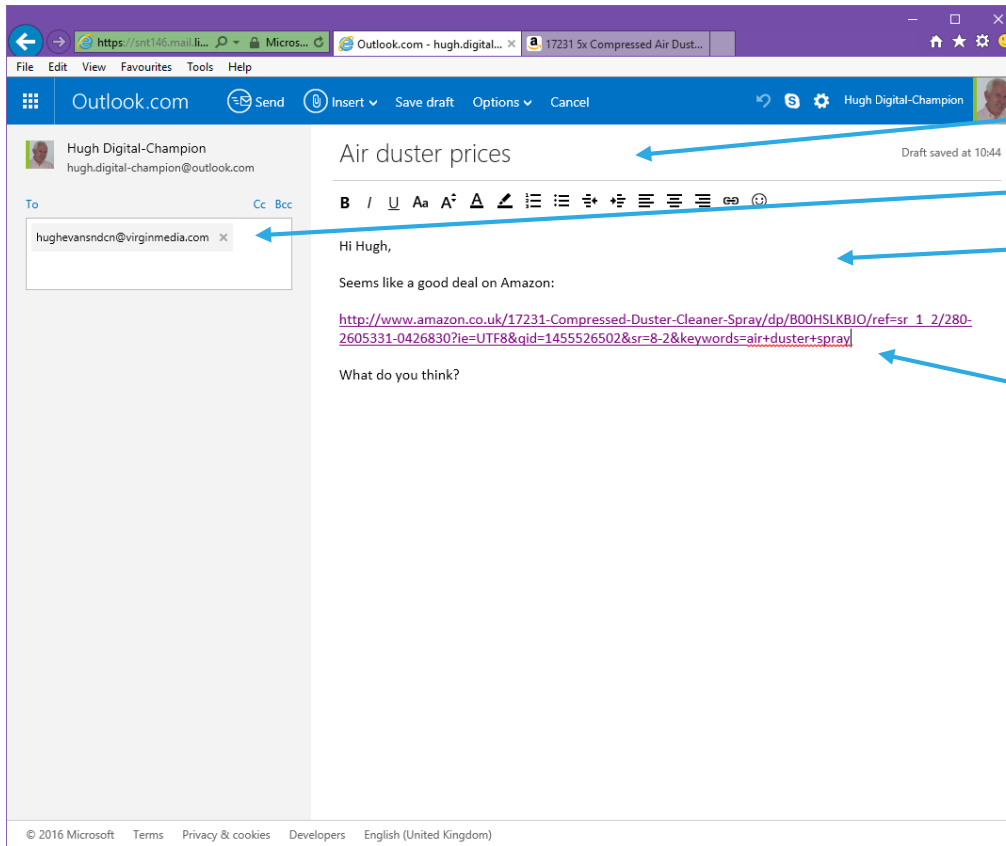 https://snt146.mail.li... Micros... Outlook.com - hugh.digital... a 17231 5x Compressed Air Dust...
File Edit View Favourites Tools Help
Outlook.com Send Insert Save draft Options Cancel S Hugh Digital-Champion
Hugh Digital-Champion
hugh.digital-champion@outlook.com
To Cc Bcc
hughevansndcn@virginmedia.com
Air duster prices Draft saved at 10:44
B I U Aa A A
Hi Hugh,
Seems like a good deal on Amazon:
http://www.amazon.co.uk/17231-Compressed-Duster-Cleaner-Spray/dp/B00HSLKBJO/ref=sr_1_2/280-
2605331-0426830?ie=UTF8&qid=1455526502&sr=8-2&keywords=air+duster+spray
What do you think?
© 2016 Microsoft Terms Privacy & cookies Developers English (United Kingdom)